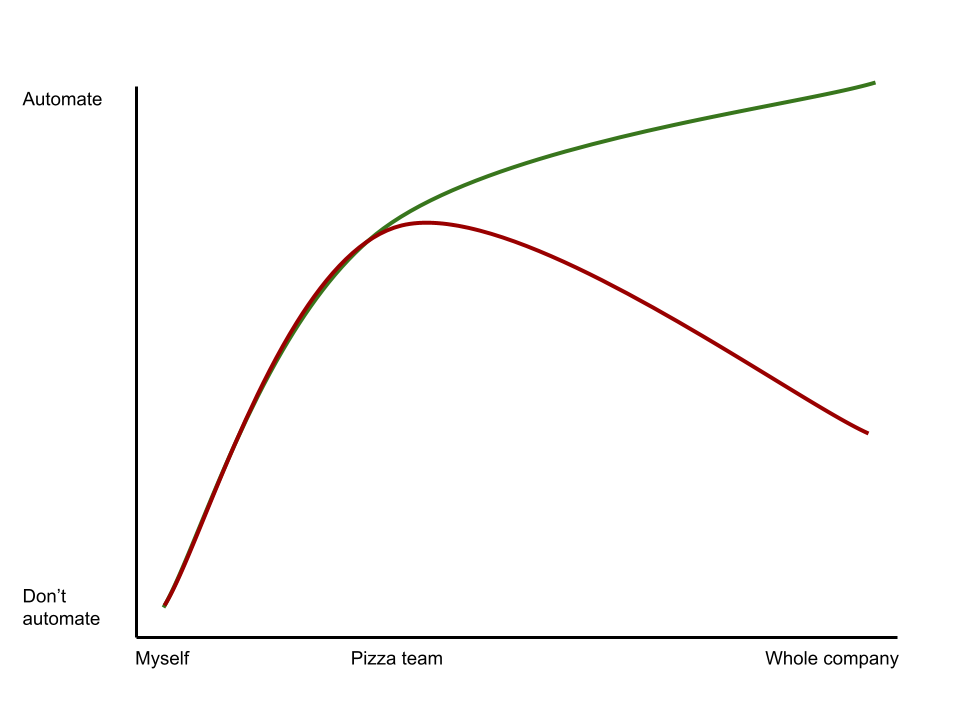 Automate
Don’t
automate
Myself
Pizza team
Whole company